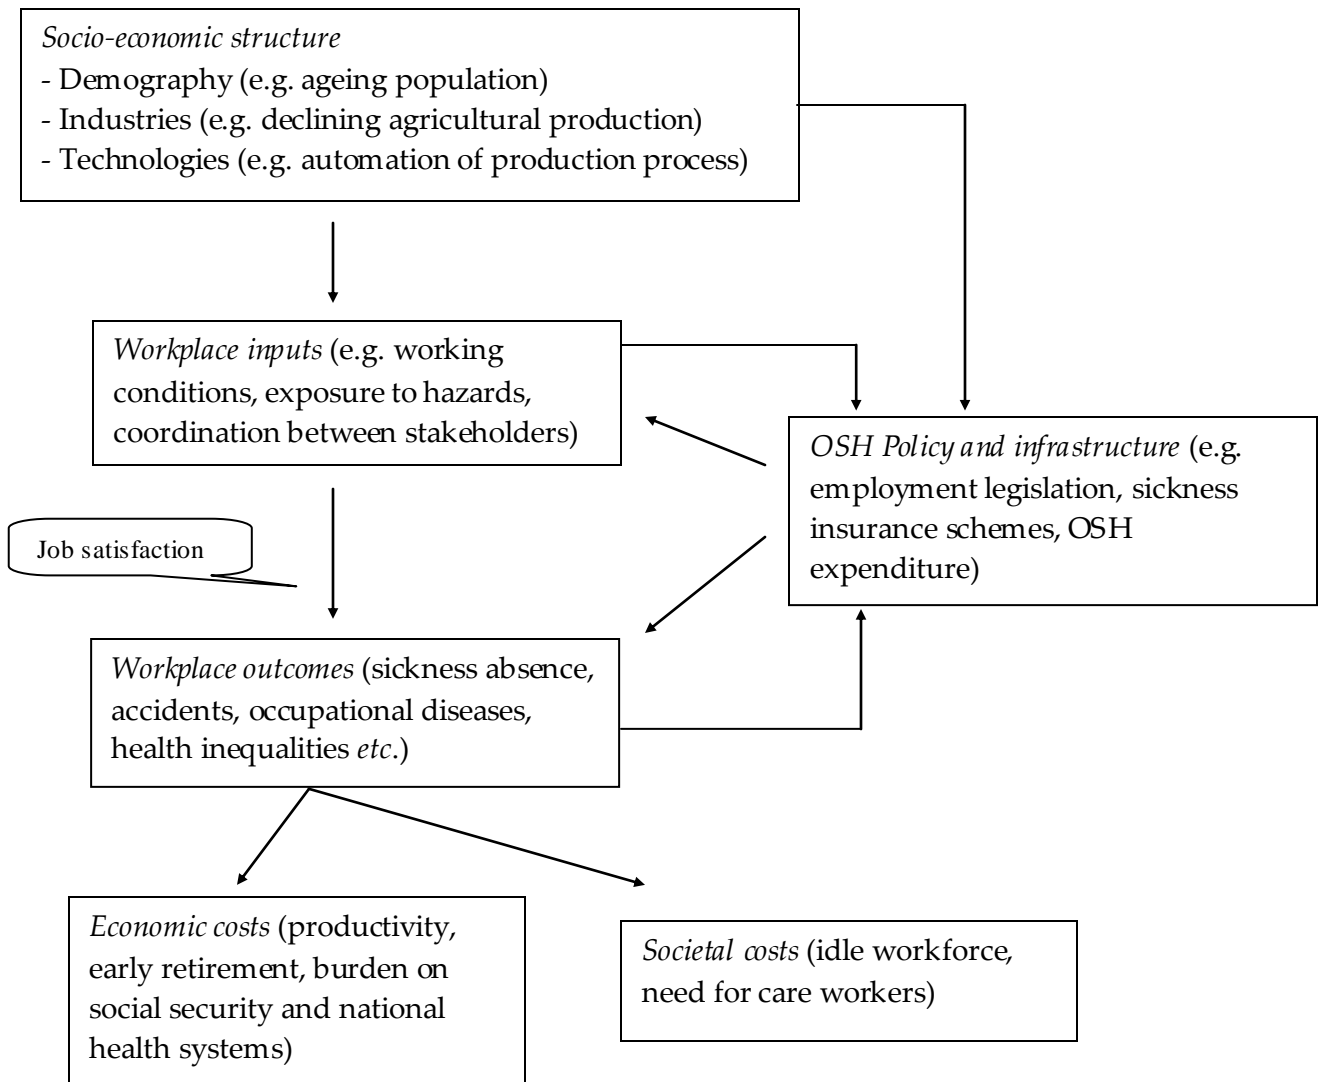 Socio-economic structure
- Demography (e.g. ageing population)
- Industries (e.g. declining agricultural production)
- Technologies (e.g. automation of production process)
Workplace inputs (e.g. working
conditions, exposure to hazards,
coordination between stakeholders)
OSH Policy and infrastructure (e.g.
employment legislation, sickness
insurance schemes, OSH
expenditure)
Job satisfaction
Workplace outcomes (sickness absence,
accidents, occupational diseases,
health inequalities etc.)
Economic costs (productivity,
early retirement, burden on
social security and national
health systems)
Societal costs (idle workforce,
need for care workers)